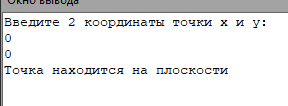 Окно вывода
Введите 2 координаты точки x и y:
0
0
Точка находится на плоскости